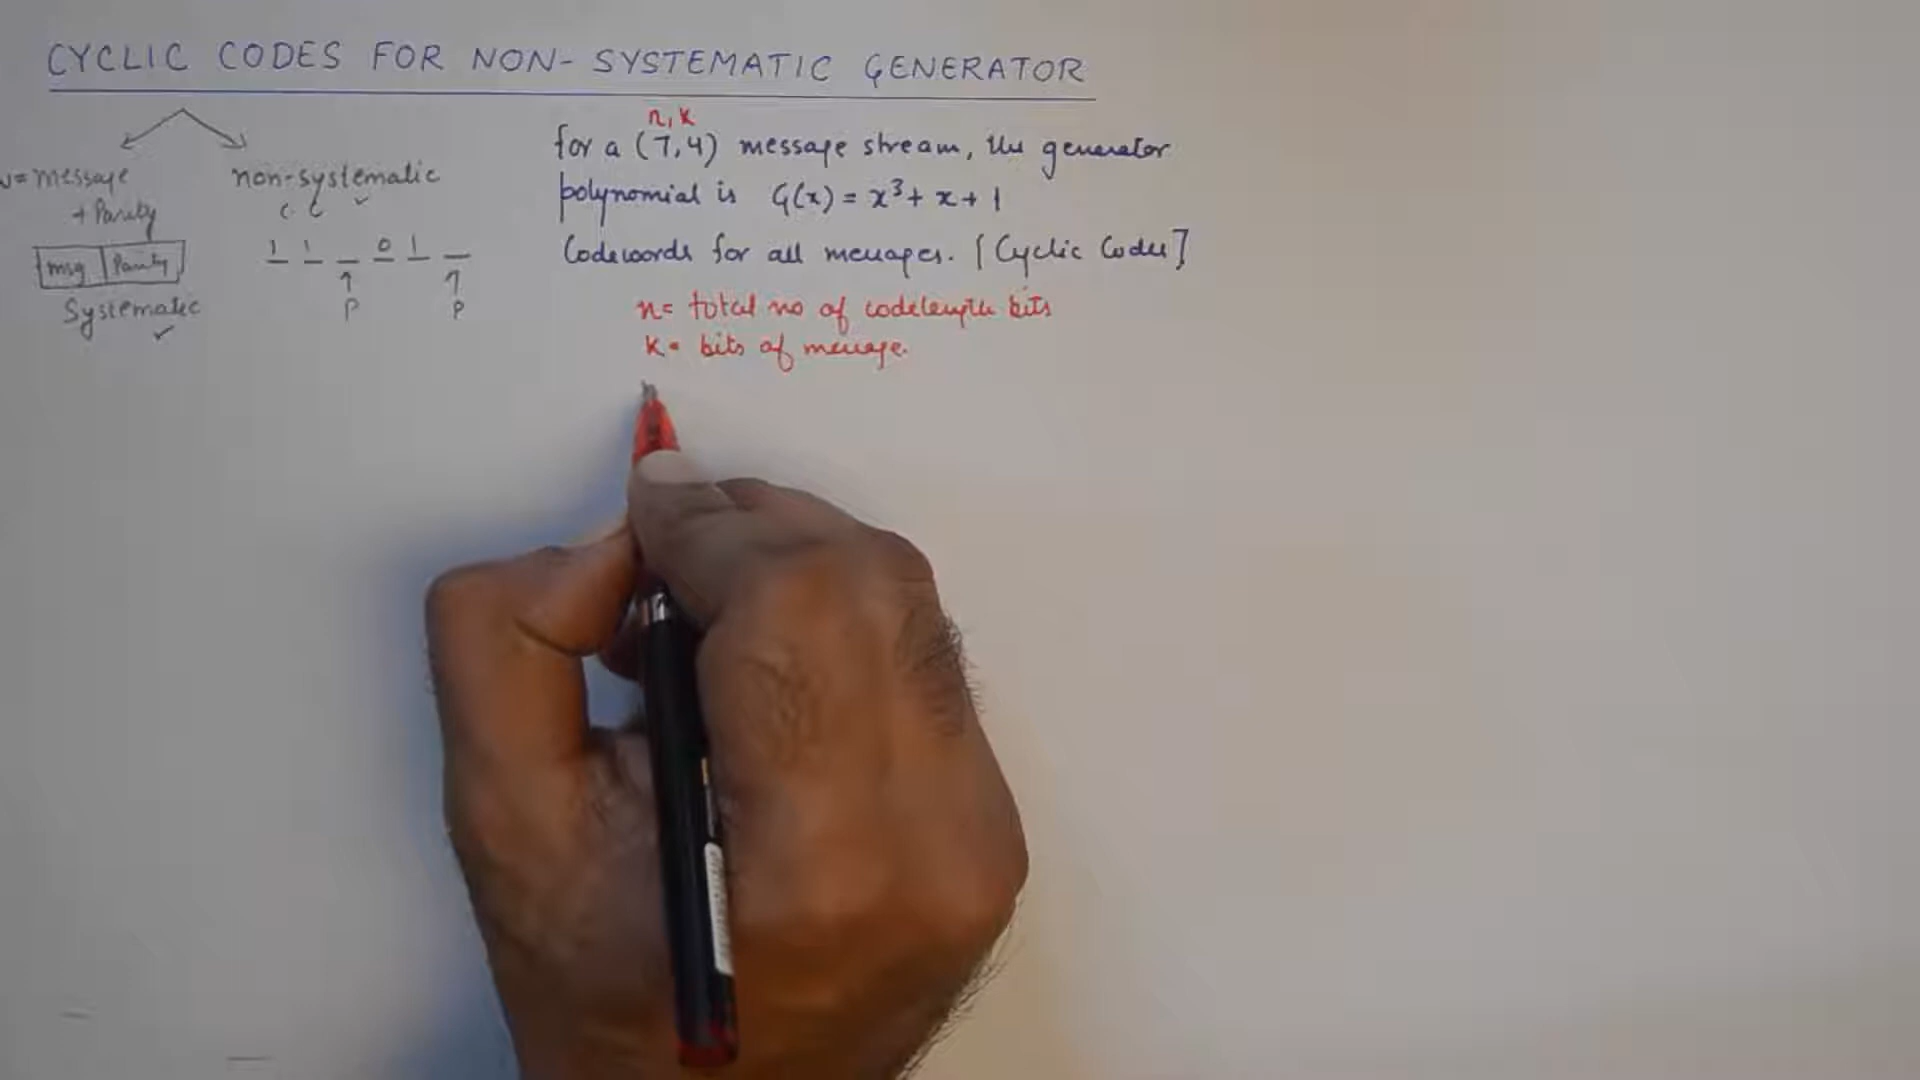 CYCLIC CODES FOR NON-SYSTEMATIC GENERATOR
= message
+ Parity
msg Parity
Systematic
non-systematic
C C
1 1 _ 0 1 _
P P
n, k
for a (7,4) message stream, the generator
polynomial is G(x) = x³ + x + 1
Codewords for all messages. [Cyclic Codes]
n= total no of codelength bits
k= bits of message.